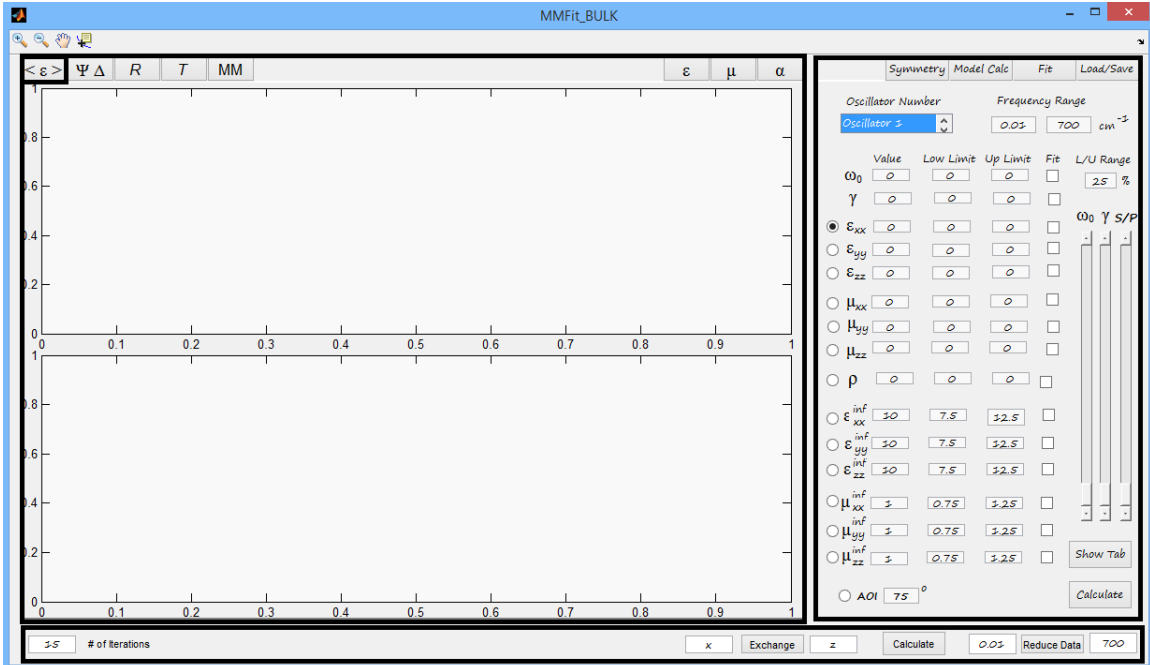 MMFit_BULK
< ε > Ψ Δ R T MM ε μ α
Symmetry Model Calc Fit Load/Save
1
0.8
0.6
0.4
0.2
0
0 0.1 0.2 0.3 0.4 0.5 0.6 0.7 0.8 0.9 1
1
0.8
0.6
0.4
0.2
0
0 0.1 0.2 0.3 0.4 0.5 0.6 0.7 0.8 0.9 1
Oscillator Number Frequency Range
Oscillator 1 0.01 700 cm⁻¹
Value Low Limit Up Limit Fit L/U Range
ω₀ 0 0 0 25 %
γ 0 0 0
ω₀ γ S/P
εxx 0 0 0
εyy 0 0 0
εzz 0 0 0
μxx 0 0 0
μyy 0 0 0
μzz 0 0 0
ρ 0 0 0
ε inf xx 10 7.5 12.5
ε inf yy 10 7.5 12.5
ε inf zz 10 7.5 12.5
μ inf xx 1 0.75 1.25
μ inf yy 1 0.75 1.25
μ inf zz 1 0.75 1.25
Show Tab
AOI 75 ⁰
Calculate
15 # of Iterations x Exchange z Calculate 0.01 Reduce Data 700